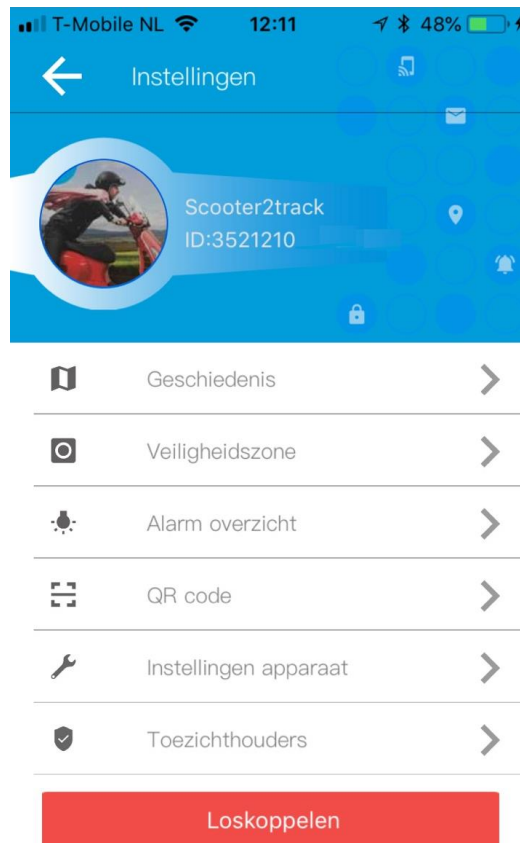 T-Mobile NL 12:11 48%
Instellingen
Scooter2track
ID:3521210
Geschiedenis
Veiligheidszone
Alarm overzicht
QR code
Instellingen apparaat
Toezichthouders
Loskoppelen